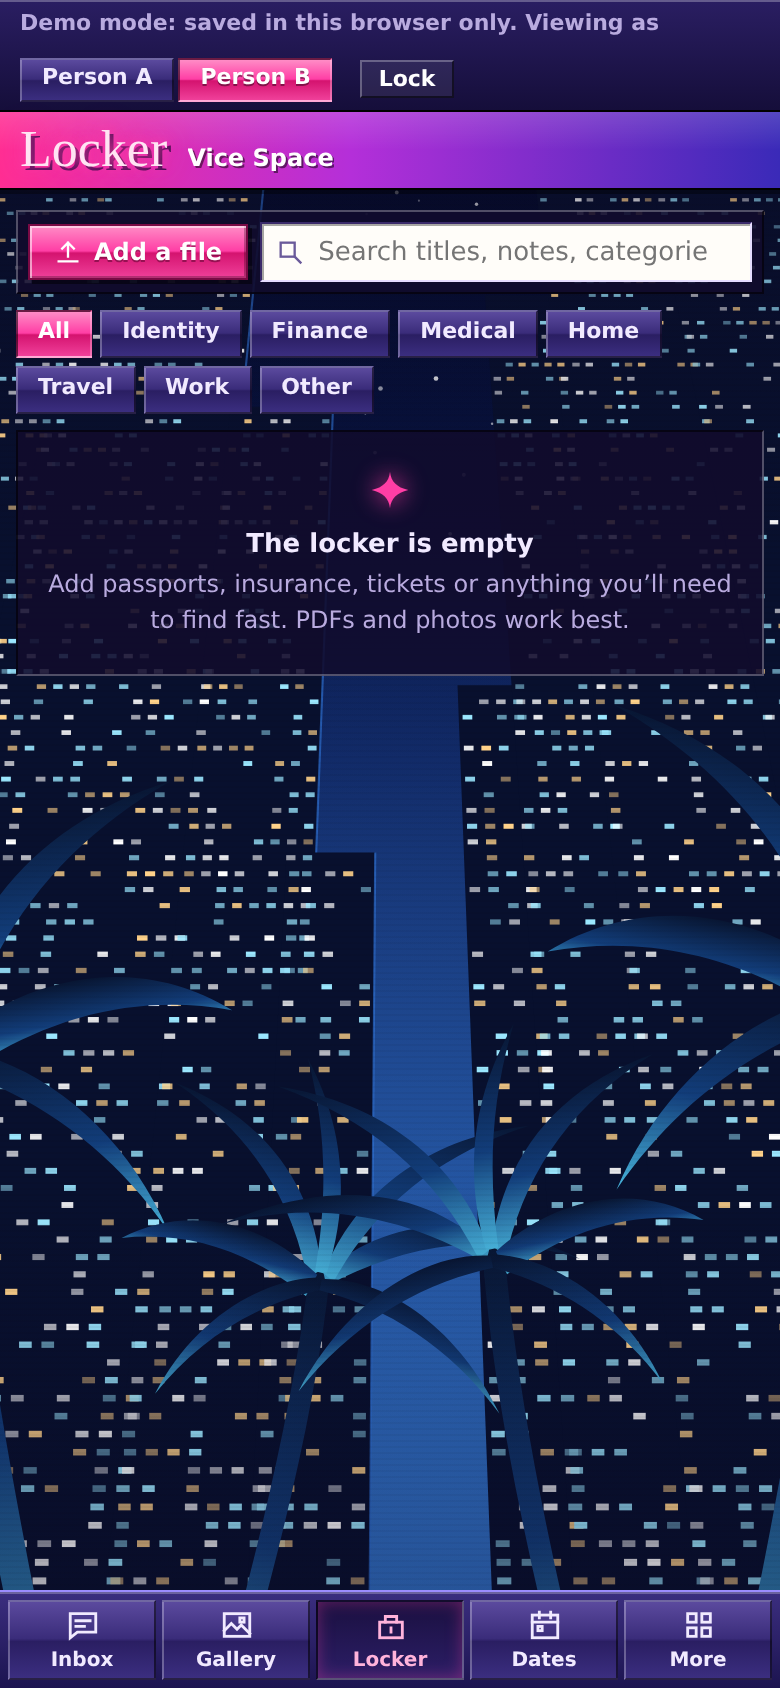 Demo mode: saved in this browser only. Viewing as
Person A Person B Lock
Locker Vice Space
Add a file Search titles, notes, categorie
All Identity Finance Medical Home
Travel Work Other
The locker is empty
Add passports, insurance, tickets or anything you’ll need
to find fast. PDFs and photos work best.
Inbox Gallery Locker Dates More